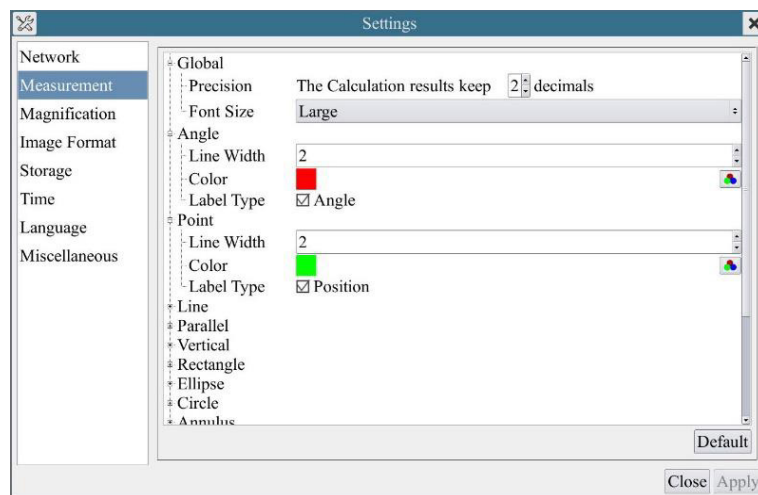 Settings
Network
Measurement
Magnification
Image Format
Storage
Time
Language
Miscellaneous
Global
Precision The Calculation results keep 2 decimals
Font Size Large
Angle
Line Width 2
Color
Label Type Angle
Point
Line Width 2
Color
Label Type Position
Line
Parallel
Vertical
Rectangle
Ellipse
Circle
Annulus
Default
Close Apply